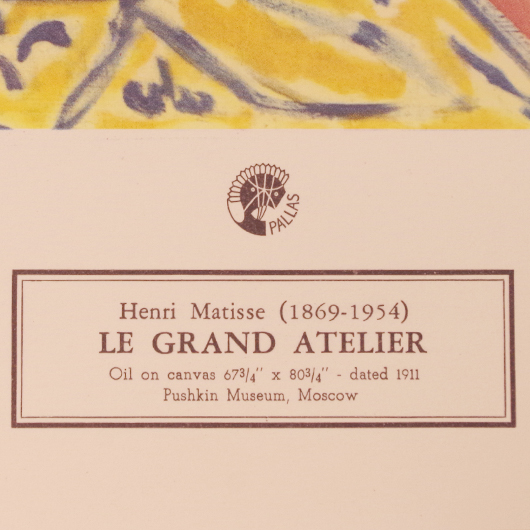 PALLAS
Henri Matisse (1869-1954)
LE GRAND ATELIER
Oil on canvas 67¾″ x 80¾″ - dated 1911
Pushkin Museum, Moscow